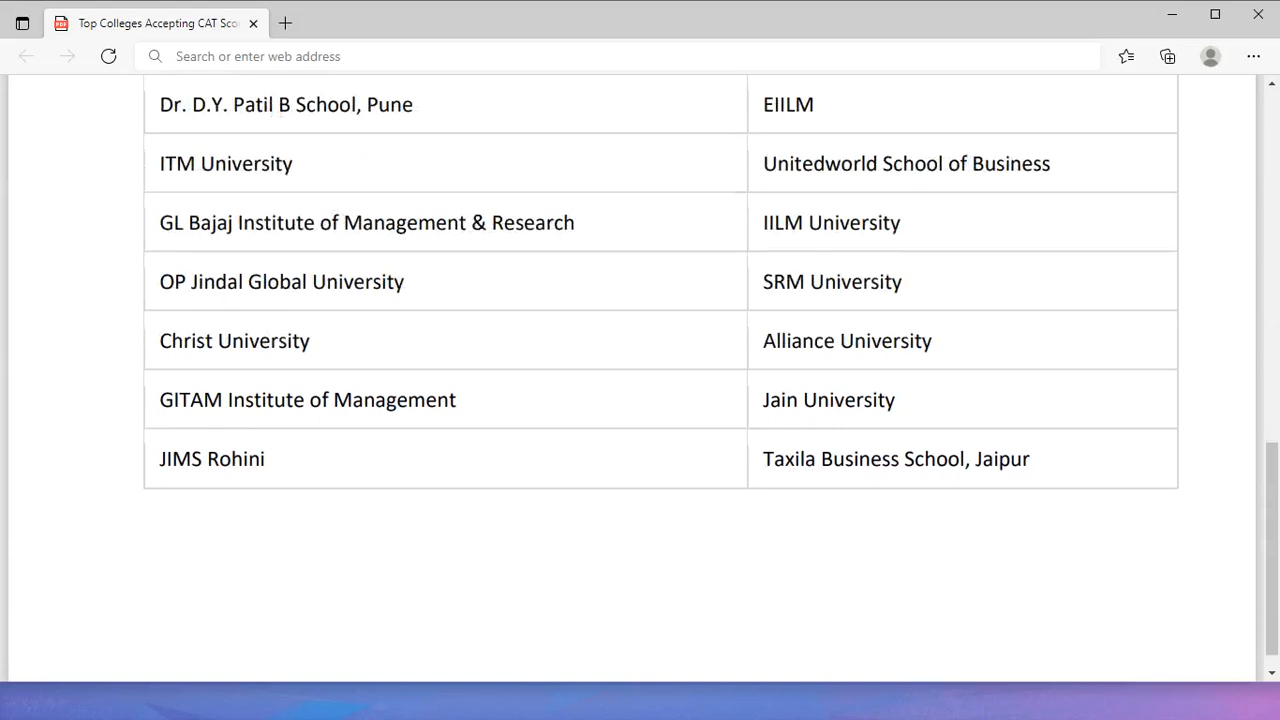 Top Colleges Accepting CAT Sco
Search or enter web address
Dr. D.Y. Patil B School, Pune
EIILM
ITM University
Unitedworld School of Business
GL Bajaj Institute of Management & Research
IILM University
OP Jindal Global University
SRM University
Christ University
Alliance University
GITAM Institute of Management
Jain University
JIMS Rohini
Taxila Business School, Jaipur